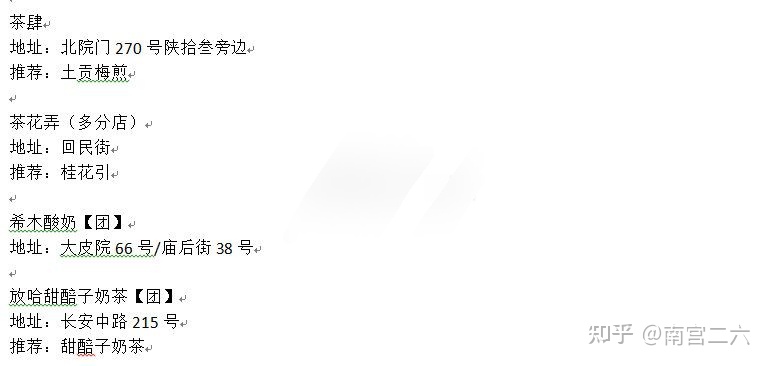 茶肆
地址：北院门 270 号陕拾叁旁边
推荐：土贡梅煎
茶花弄（多分店）
地址：回民街
推荐：桂花引
希木酸奶【团】
地址：大皮院 66 号/庙后街 38 号
放哈甜醅子奶茶【团】
地址：长安中路 215 号
推荐：甜醅子奶茶
知乎 @南宫二六